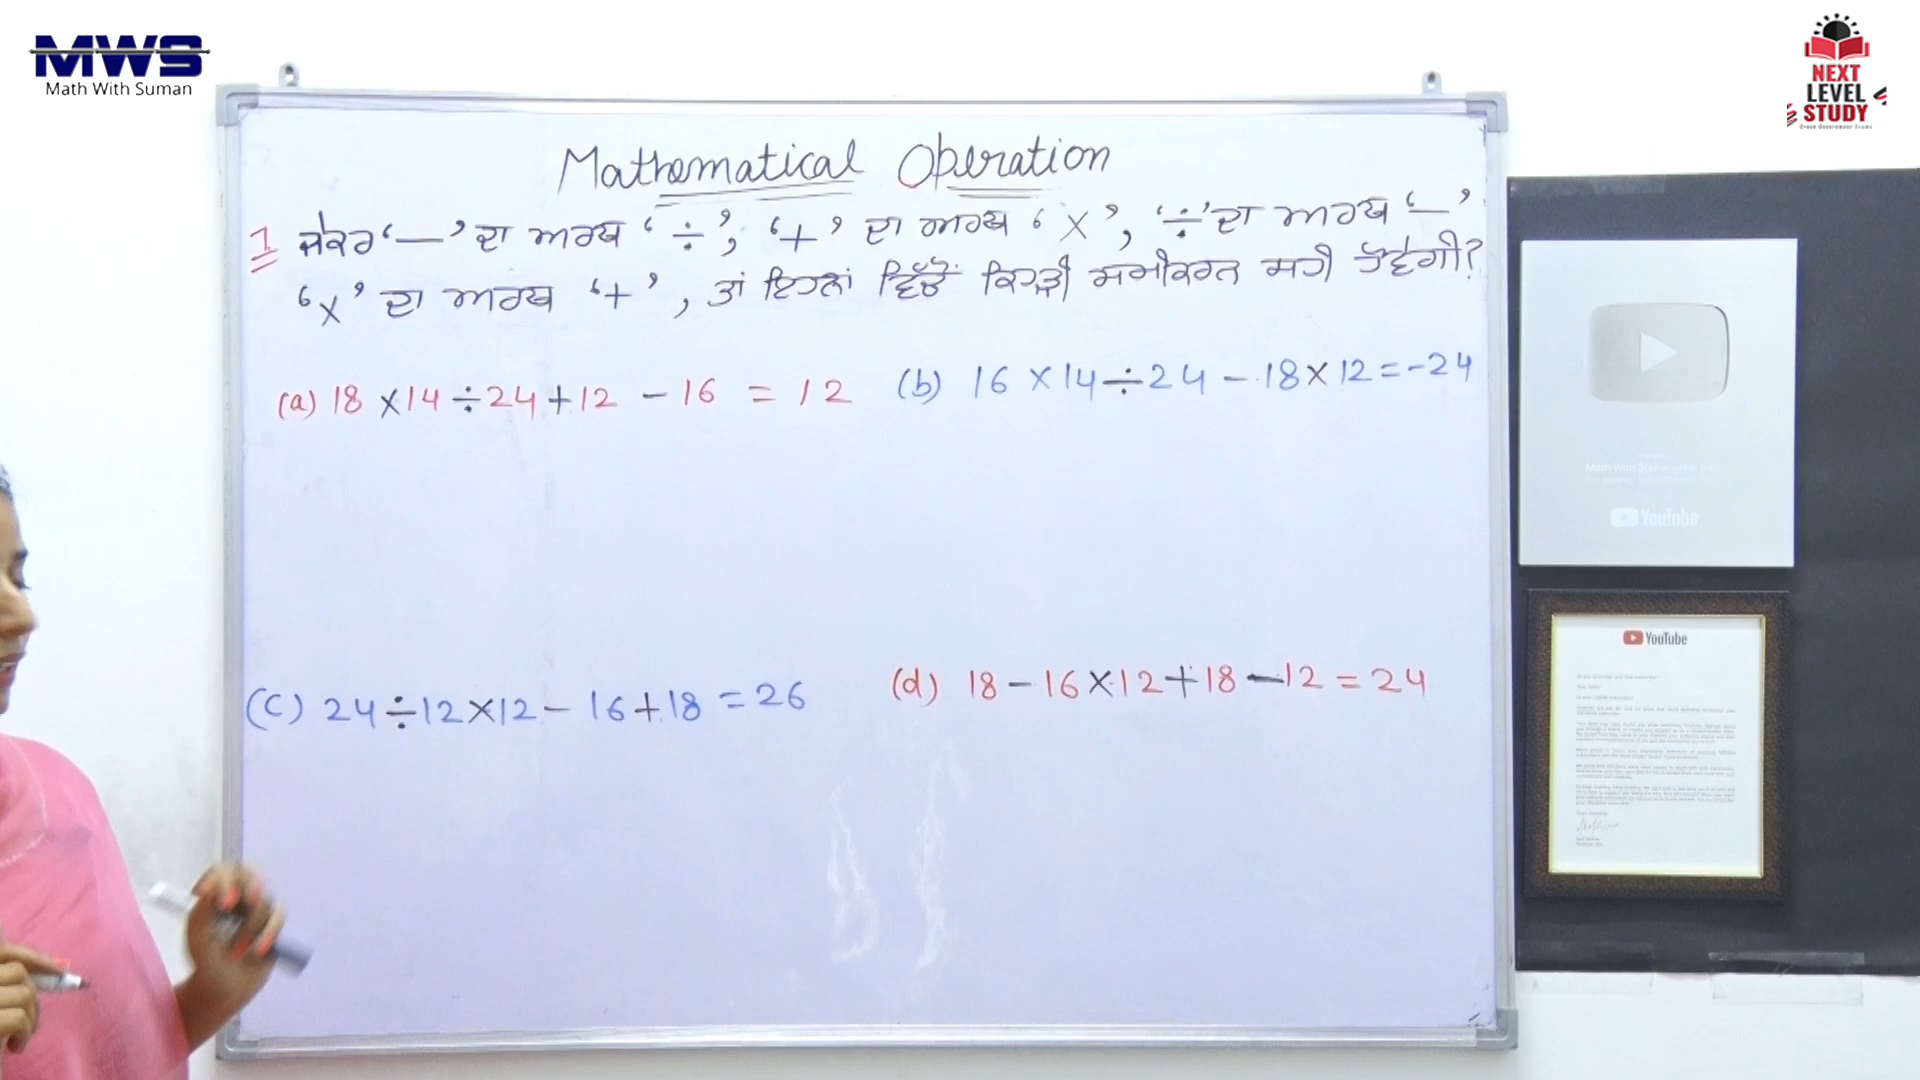 MWS
Math With Suman
NEXT
LEVEL
STUDY
Mathematical Operation
1 ਜੇਕਰ ‘—’ ਦਾ ਅਰਥ ‘÷’, ‘+’ ਦਾ ਅਰਥ ‘×’, ‘÷’ ਦਾ ਅਰਥ ‘—’
‘×’ ਦਾ ਅਰਥ ‘+’, ਤਾਂ ਇਹਨਾਂ ਵਿੱਚੋਂ ਕਿਹੜੀ ਸਮੀਕਰਨ ਸਹੀ ਹੋਵੇਗੀ?
(a) 18 × 14 ÷ 24 + 12 − 16 = 12
(b) 16 × 14 ÷ 24 − 18 × 12 = -24
(c) 24 ÷ 12 × 12 − 16 + 18 = 26
(d) 18 − 16 × 12 + 18 − 12 = 24
YouTube
YouTube